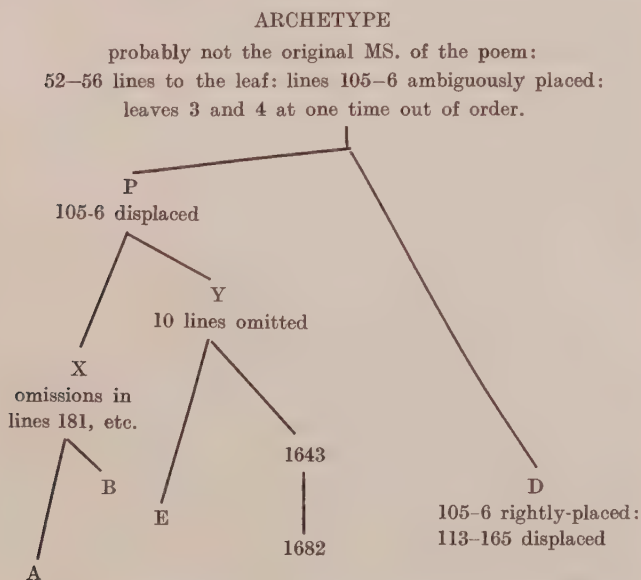 ARCHETYPE
probably not the original MS. of the poem:
52–56 lines to the leaf: lines 105–6 ambiguously placed:
leaves 3 and 4 at one time out of order.
P
105-6 displaced
Y
10 lines omitted
X
omissions in
lines 181, etc.
B
E
1643
1682
D
105–6 rightly-placed:
113–165 displaced
A